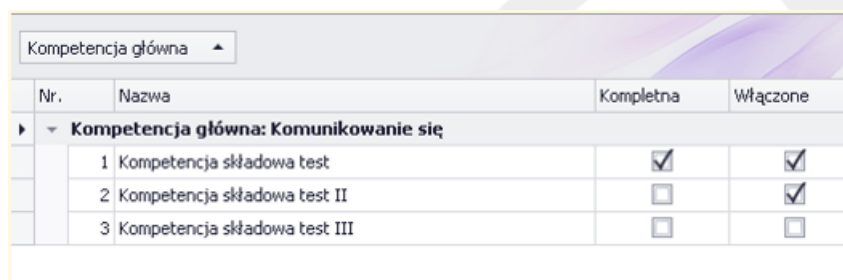 Kompetencja główna
Nr. Nazwa Kompletna Włączone
Kompetencja główna: Komunikowanie się
1 Kompetencja składowa test
2 Kompetencja składowa test II
3 Kompetencja składowa test III